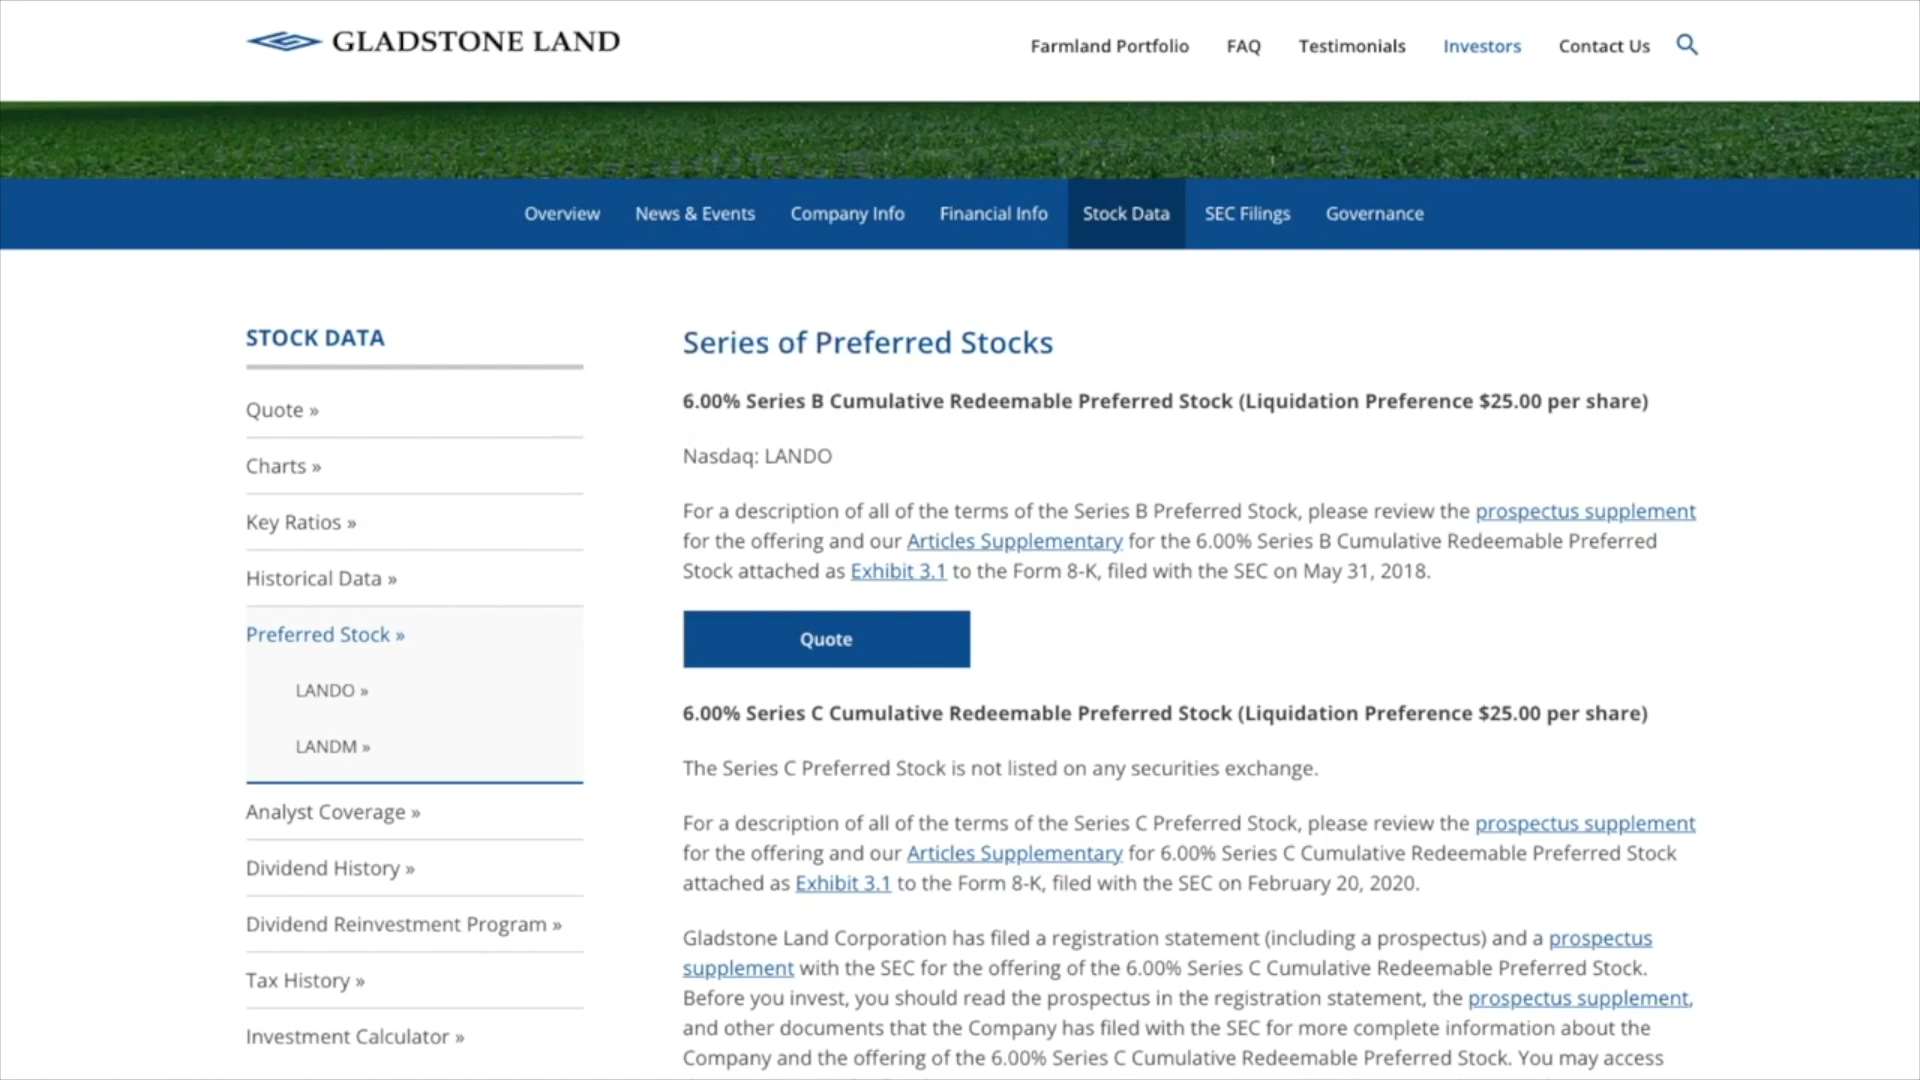 GLADSTONE LAND
Farmland Portfolio FAQ Testimonials Investors Contact Us
Overview News & Events Company Info Financial Info Stock Data SEC Filings Governance
STOCK DATA
Quote »
Charts »
Key Ratios »
Historical Data »
Preferred Stock »
LANDO »
LANDM »
Analyst Coverage »
Dividend History »
Dividend Reinvestment Program »
Tax History »
Investment Calculator »
Series of Preferred Stocks
6.00% Series B Cumulative Redeemable Preferred Stock (Liquidation Preference $25.00 per share)
Nasdaq: LANDO
For a description of all of the terms of the Series B Preferred Stock, please review the prospectus supplement
for the offering and our Articles Supplementary for the 6.00% Series B Cumulative Redeemable Preferred
Stock attached as Exhibit 3.1 to the Form 8-K, filed with the SEC on May 31, 2018.
Quote
6.00% Series C Cumulative Redeemable Preferred Stock (Liquidation Preference $25.00 per share)
The Series C Preferred Stock is not listed on any securities exchange.
For a description of all of the terms of the Series C Preferred Stock, please review the prospectus supplement
for the offering and our Articles Supplementary for 6.00% Series C Cumulative Redeemable Preferred Stock
attached as Exhibit 3.1 to the Form 8-K, filed with the SEC on February 20, 2020.
Gladstone Land Corporation has filed a registration statement (including a prospectus) and a prospectus
supplement with the SEC for the offering of the 6.00% Series C Cumulative Redeemable Preferred Stock.
Before you invest, you should read the prospectus in the registration statement, the prospectus supplement,
and other documents that the Company has filed with the SEC for more complete information about the
Company and the offering of the 6.00% Series C Cumulative Redeemable Preferred Stock. You may access